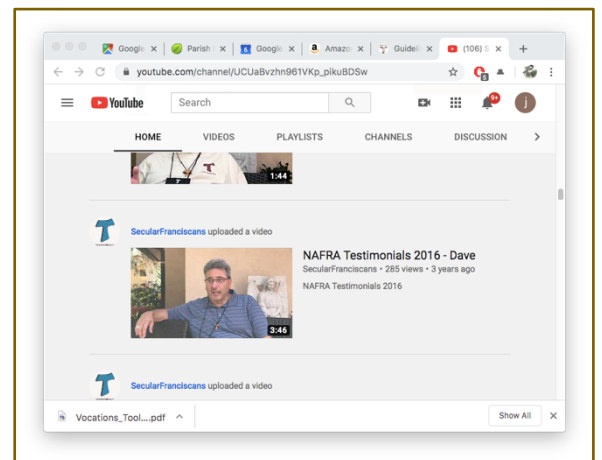 Google
Parish
Google
Amazo
Guideli
(106) S
youtube.com/channel/UCUaBvzhn961VKp_plkuBDSw
YouTube
Search
9+
j
HOME VIDEOS PLAYLISTS CHANNELS DISCUSSION
1:44
SecularFranciscans uploaded a video
NAFRA Testimonials 2016 - Dave
SecularFranciscans • 285 views • 3 years ago
NAFRA Testimonials 2016
3:46
SecularFranciscans uploaded a video
Vocations_Tool....pdf
Show All